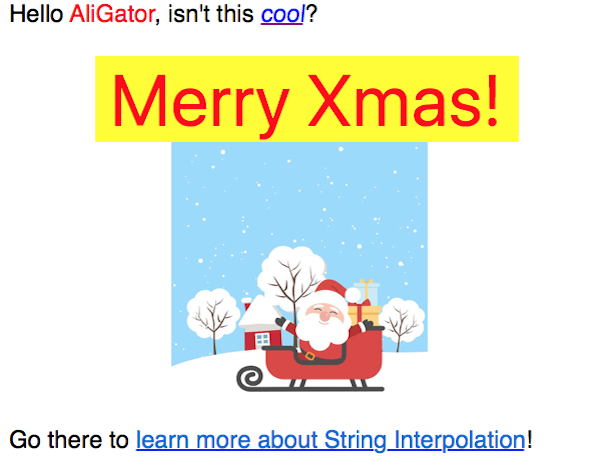 Hello AliGator, isn't this cool?
Merry Xmas!
Go there to learn more about String Interpolation!